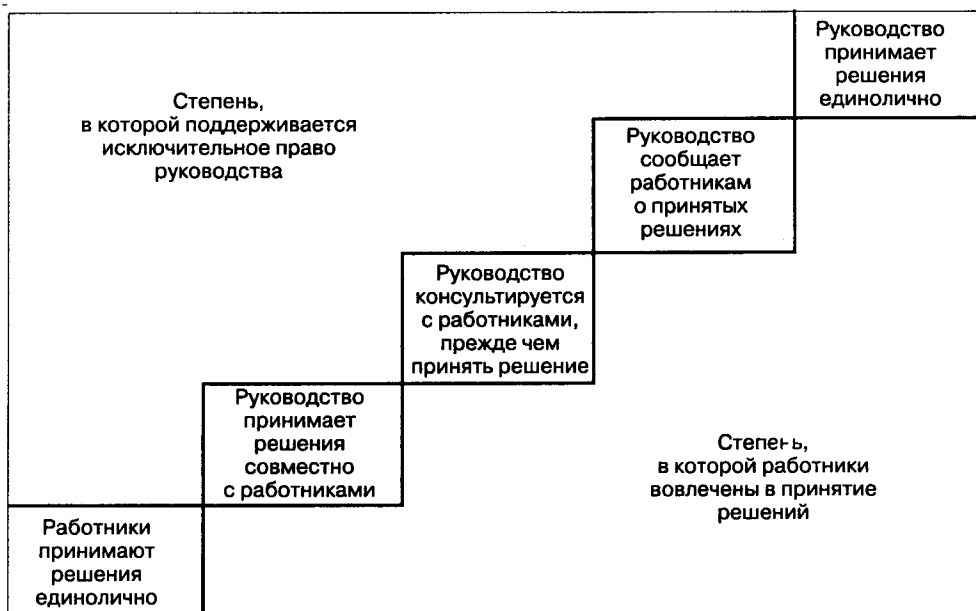 Руководство
принимает
решения
единолично
Степень,
в которой поддерживается
исключительное право
руководства
Руководство
сообщает
работникам
о принятых
решениях
Руководство
консультируется
с работниками,
прежде чем
принять решение
Руководство
принимает
решения
совместно
с работниками
Степень,
в которой работники
вовлечены в принятие
решений
Работники
принимают
решения
единолично